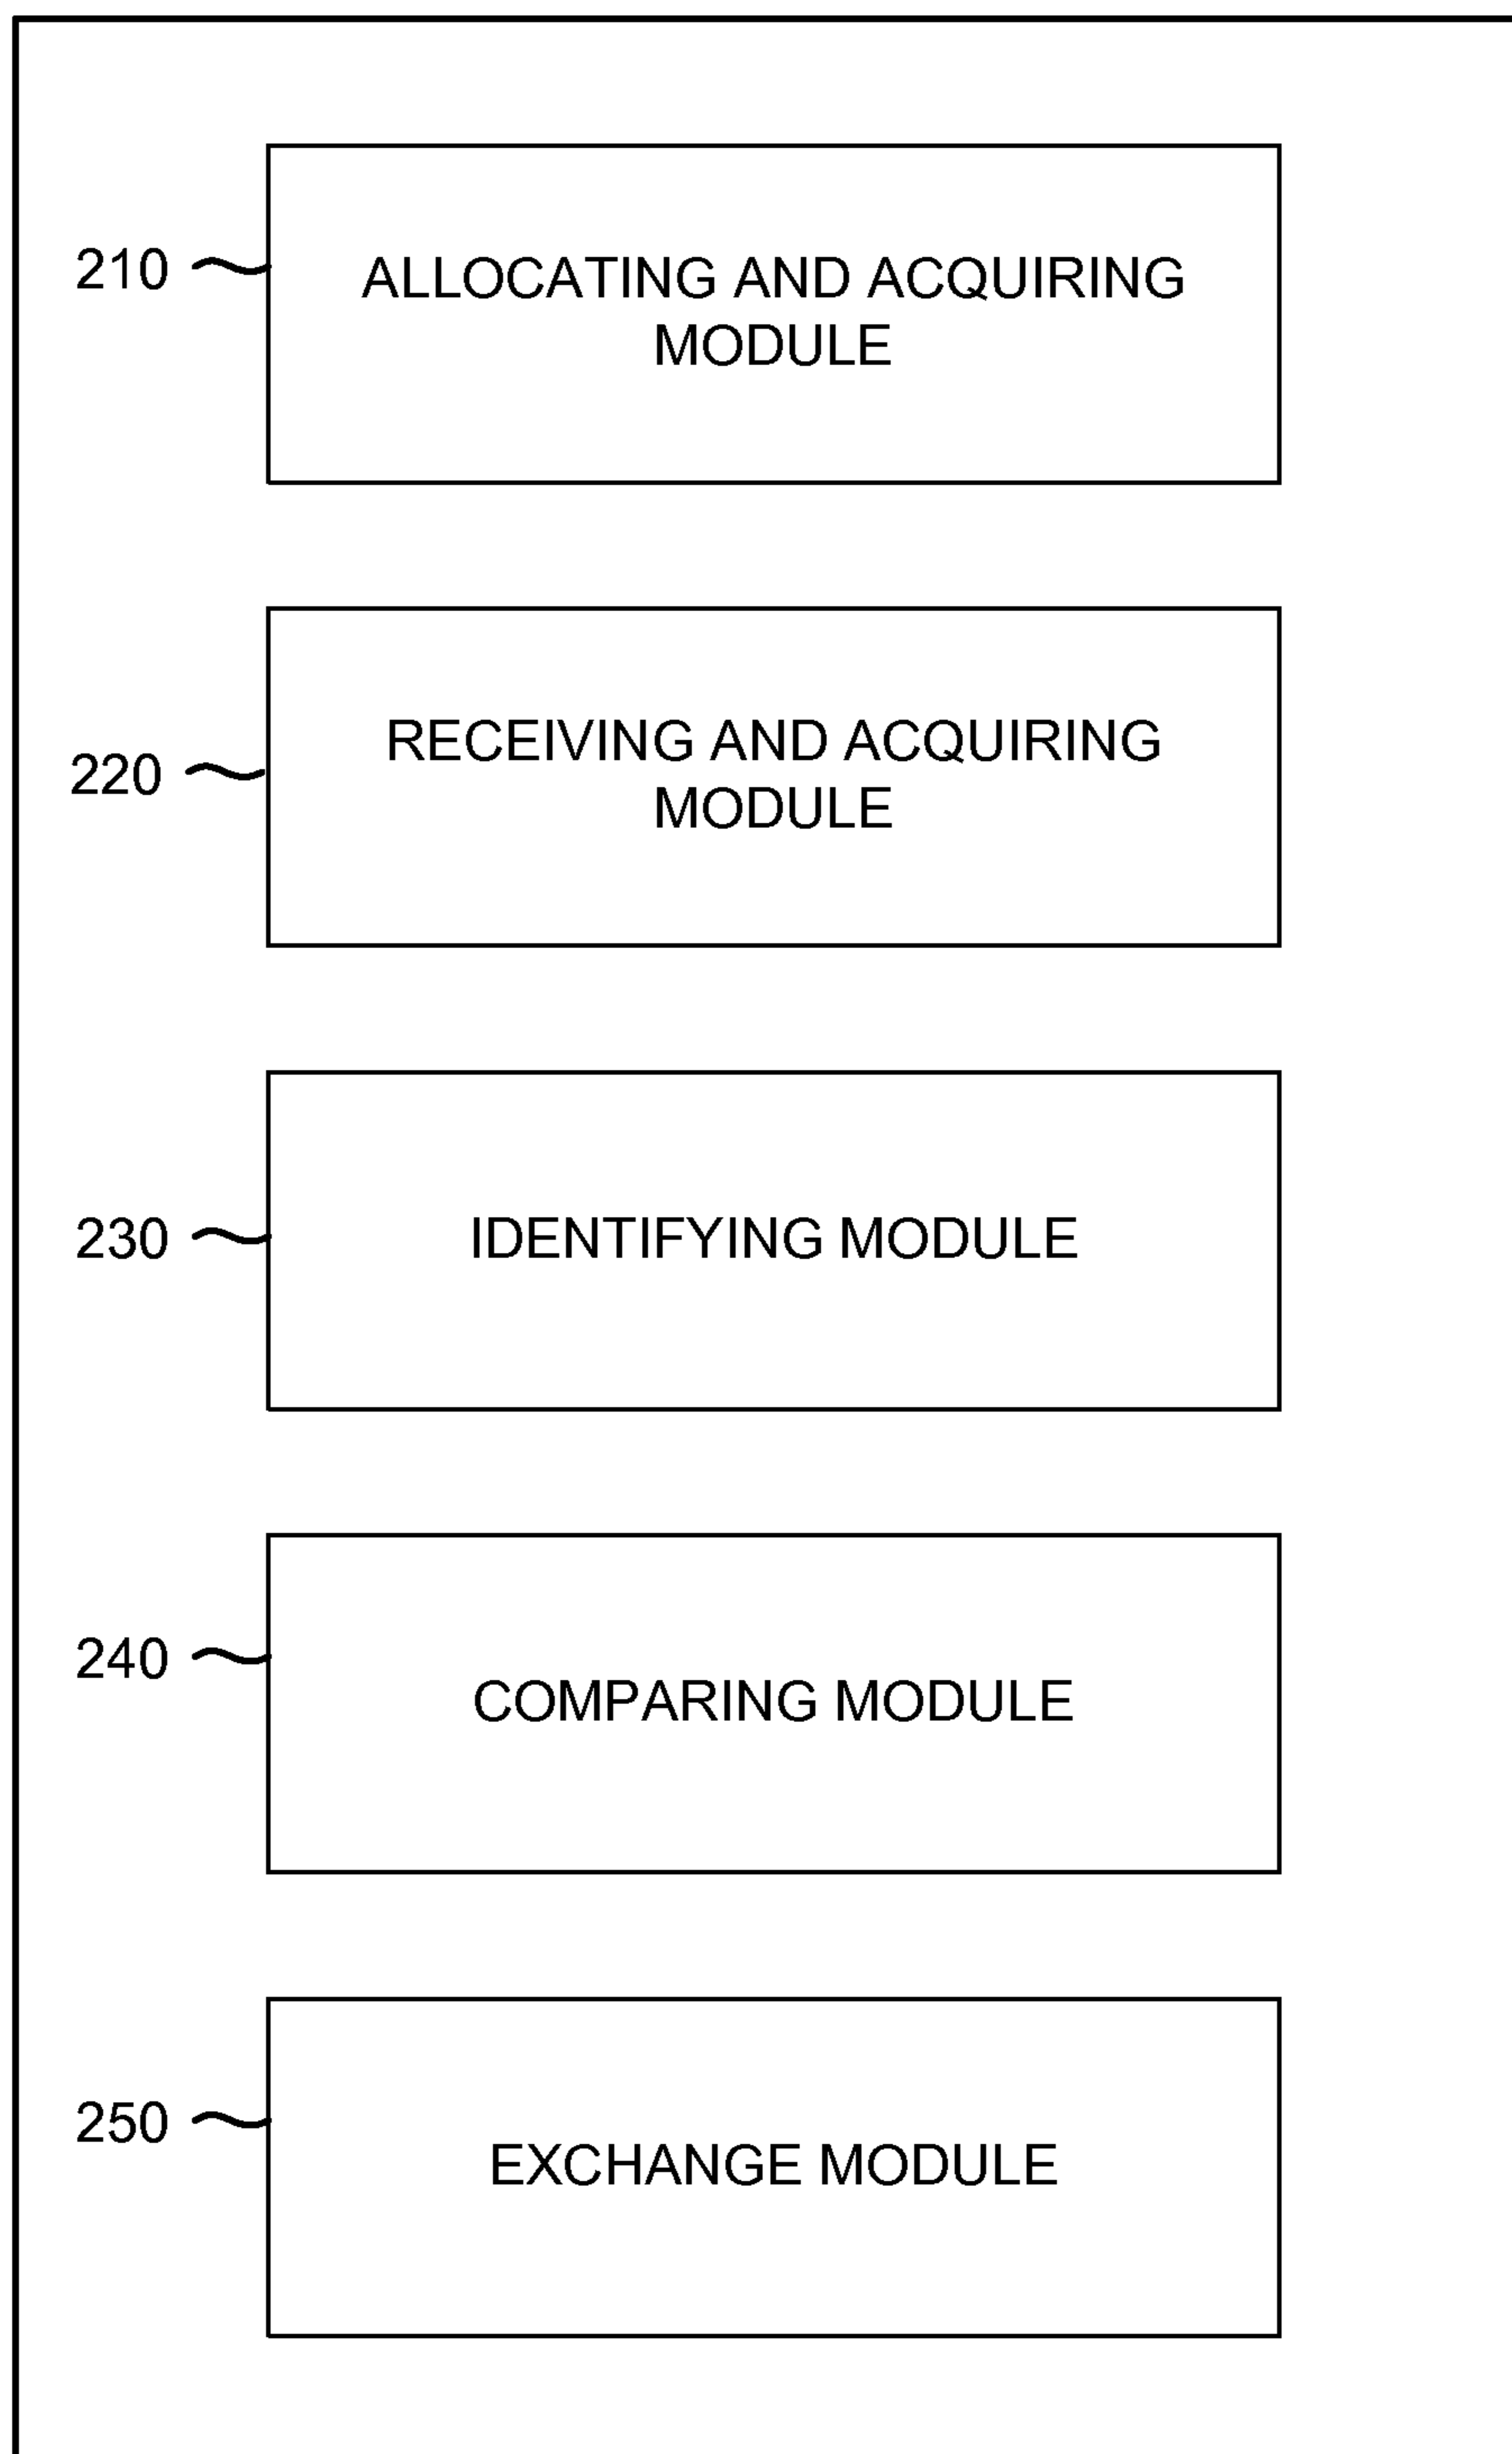 210
ALLOCATING AND ACQUIRING
MODULE
220
RECEIVING AND ACQUIRING
MODULE
230
IDENTIFYING MODULE
240
COMPARING MODULE
250
EXCHANGE MODULE